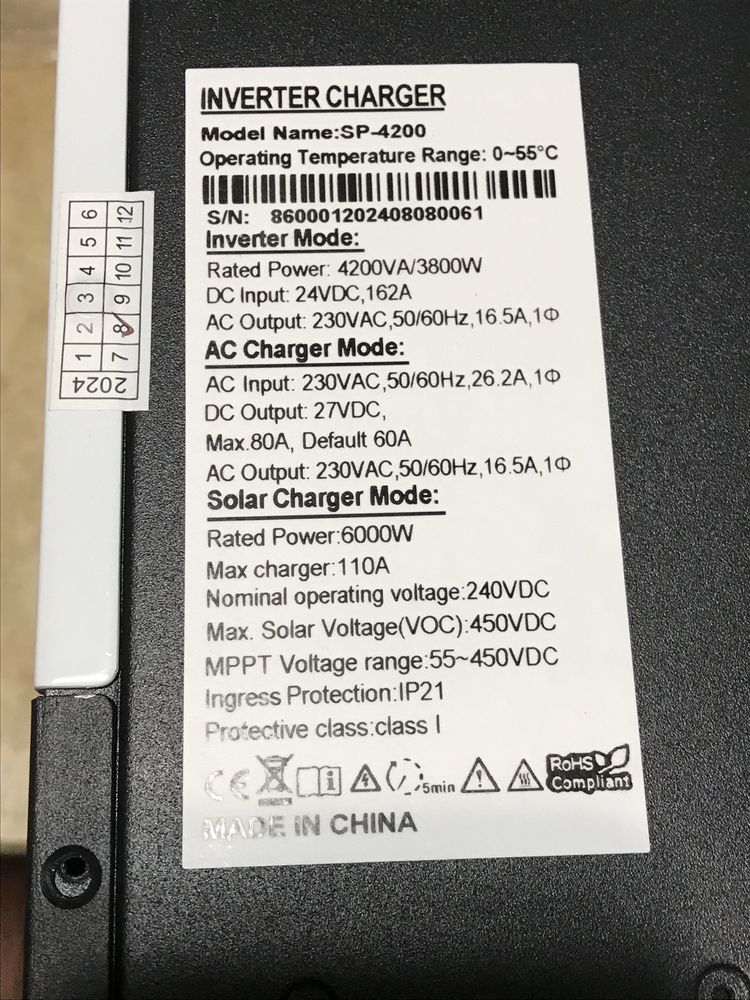 INVERTER CHARGER
Model Name:SP-4200
Operating Temperature Range: 0~55°C
S/N: 860001202408080061
Inverter Mode:
Rated Power: 4200VA/3800W
DC Input: 24VDC,162A
AC Output: 230VAC,50/60Hz,16.5A,1Φ
AC Charger Mode:
AC Input: 230VAC,50/60Hz,26.2A,1Φ
DC Output: 27VDC,
Max.80A, Default 60A
AC Output: 230VAC,50/60Hz,16.5A,1Φ
Solar Charger Mode:
Rated Power:6000W
Max charger:110A
Nominal operating voltage:240VDC
Max. Solar Voltage(VOC):450VDC
MPPT Voltage range:55~450VDC
Ingress Protection:IP21
Protective class:class I
CE 5min RoHS
Compliant
MADE IN CHINA
2024
1 2 3 4 5 6
7 8 9 10 11 12